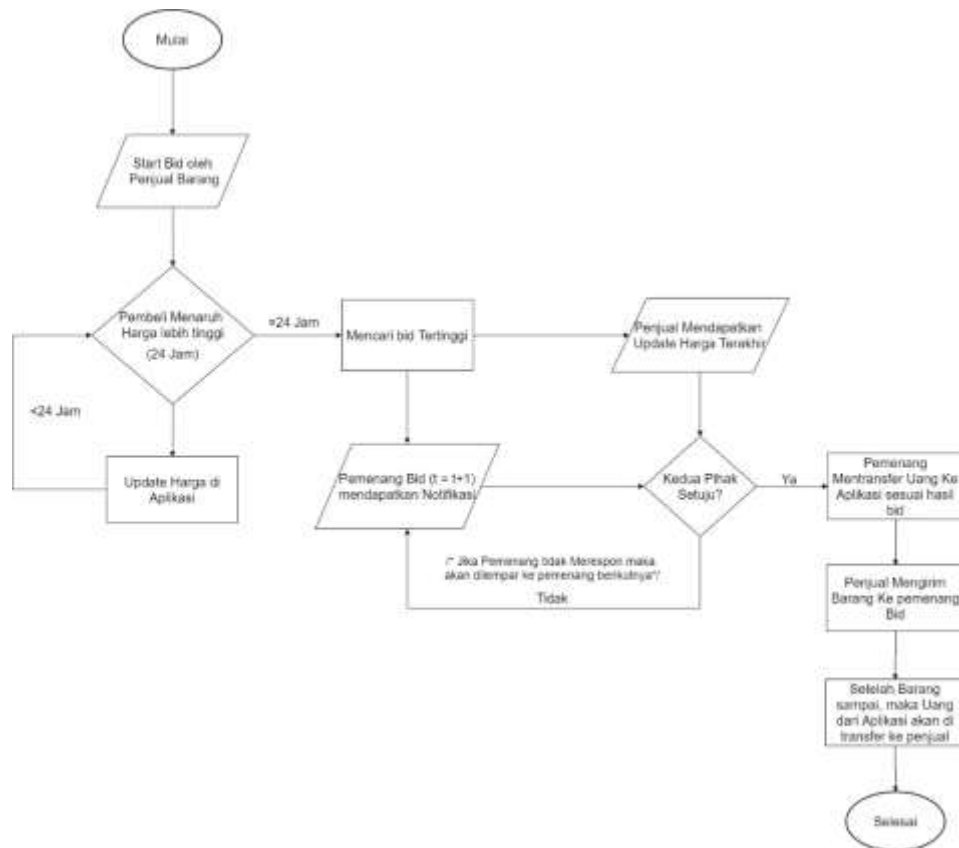 Mulai
Start Bid oleh
Penjual Barang
Pembeli Menaruh
Harga lebih tinggi
(24 Jam)
=24 Jam
<24 Jam
Update Harga di
Aplikasi
Mencari bid Tertinggi
Penjual Mendapatkan
Update Harga Terakhir
Pemenang Bid (t = t+1)
mendapatkan Notifikasi
Kedua Pihak
Setuju?
Ya
/* Jika Pemenang tidak Merespon maka
akan dilempar ke pemenang berikutnya*/
Tidak
Pemenang
Mentransfer Uang Ke
Aplikasi sesuai hasil
bid
Penjual Mengirim
Barang Ke pemenang
Bid
Setelah Barang
sampai, maka Uang
dari Aplikasi akan di
transfer ke penjual
Selesai